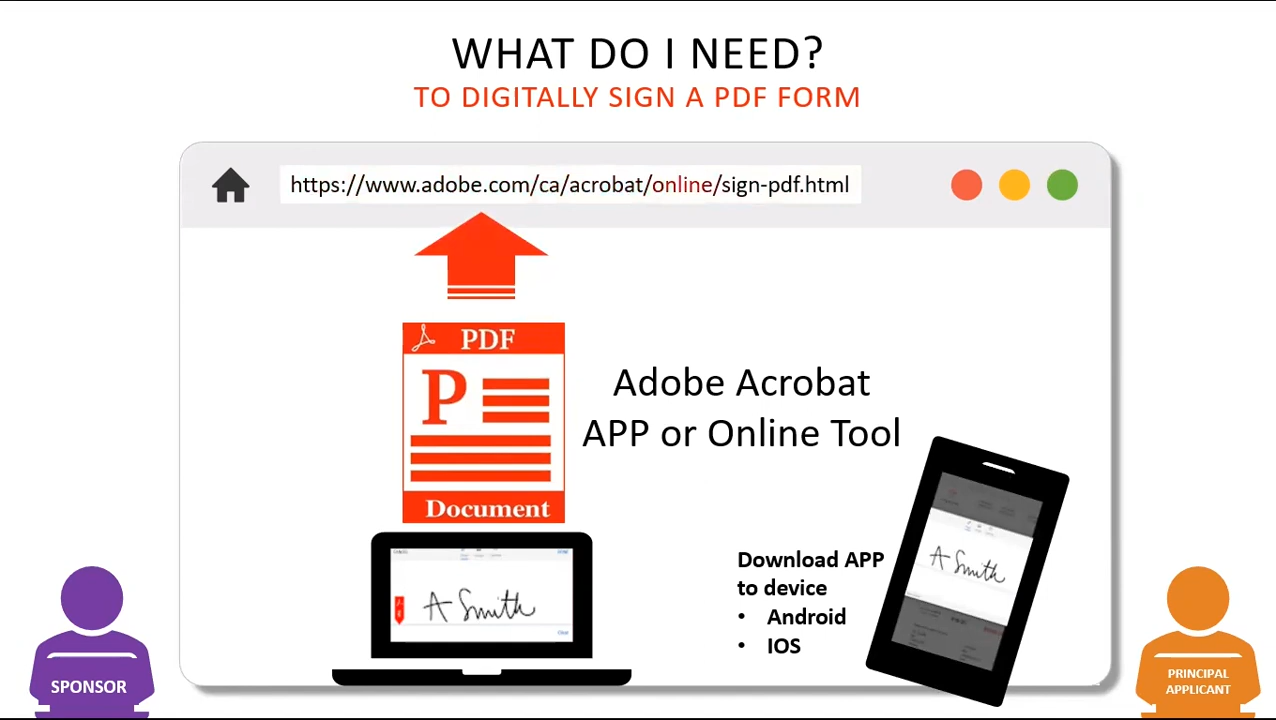 WHAT DO I NEED?
TO DIGITALLY SIGN A PDF FORM
https://www.adobe.com/ca/acrobat/online/sign-pdf.html
PDF
P
Document
Adobe Acrobat
APP or Online Tool
A Smith
Download APP
to device
• Android
• IOS
A Smith
SPONSOR
PRINCIPAL
APPLICANT